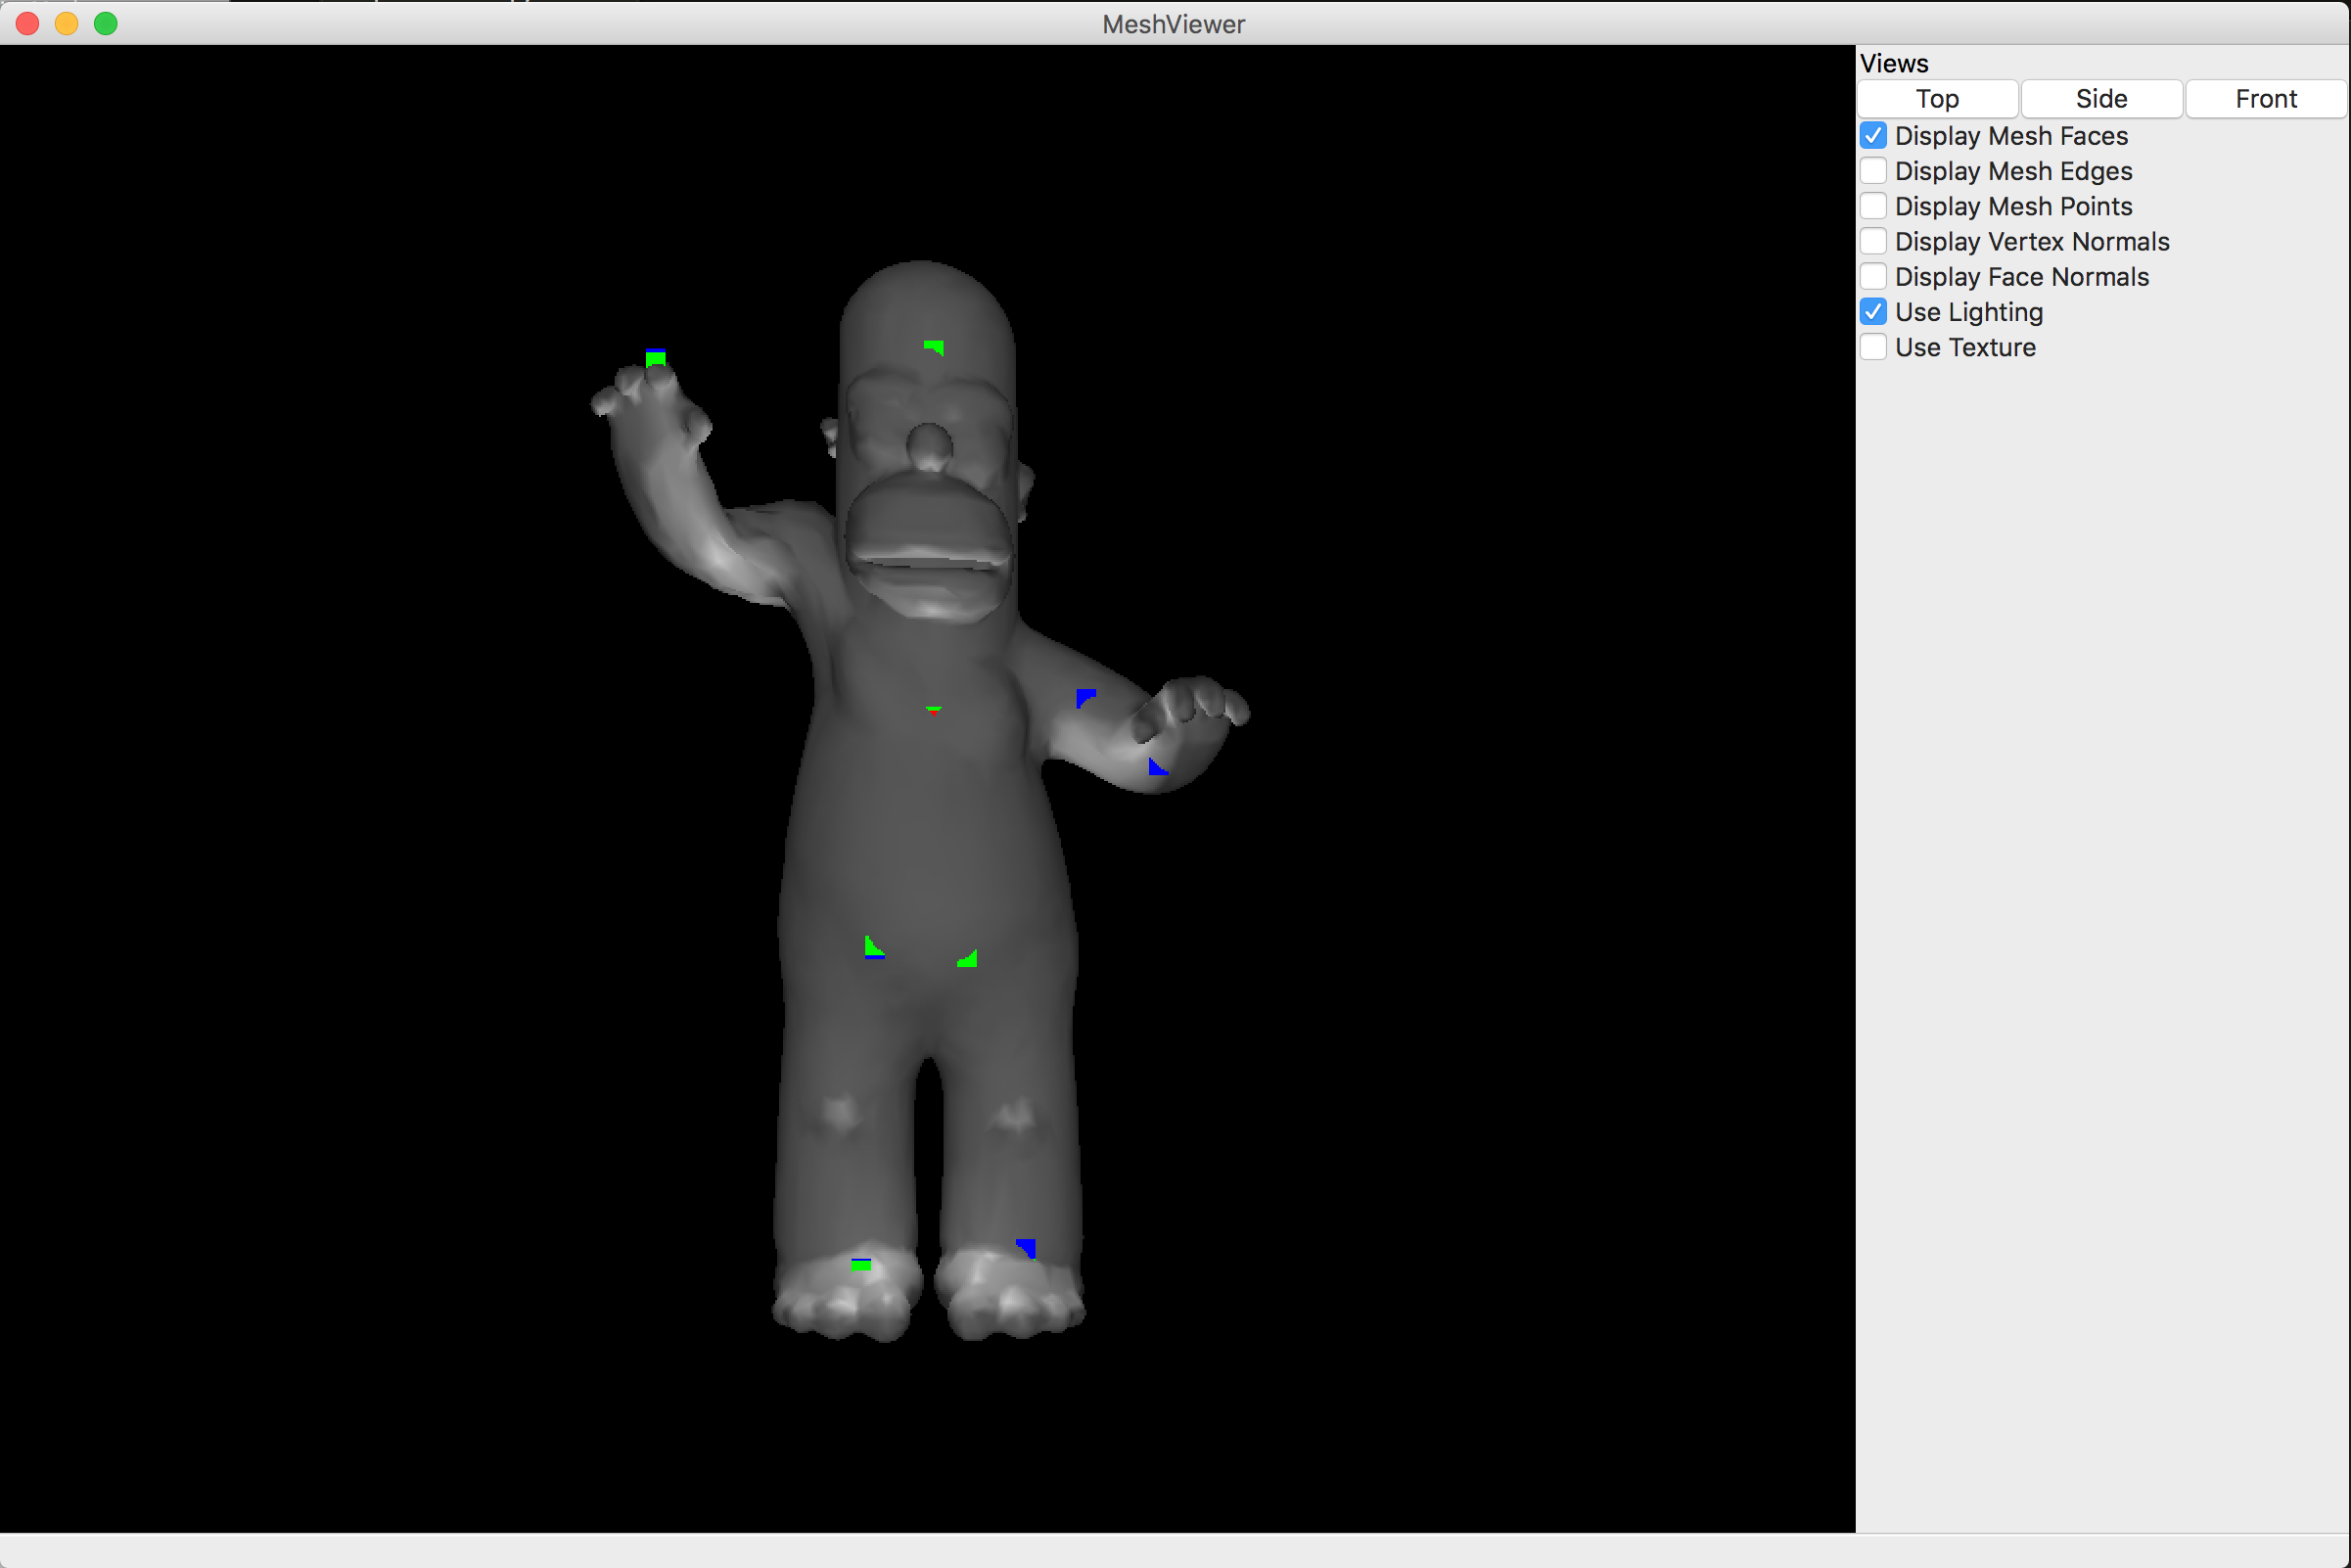 MeshViewer
Views
Top Side Front
Display Mesh Faces
Display Mesh Edges
Display Mesh Points
Display Vertex Normals
Display Face Normals
Use Lighting
Use Texture